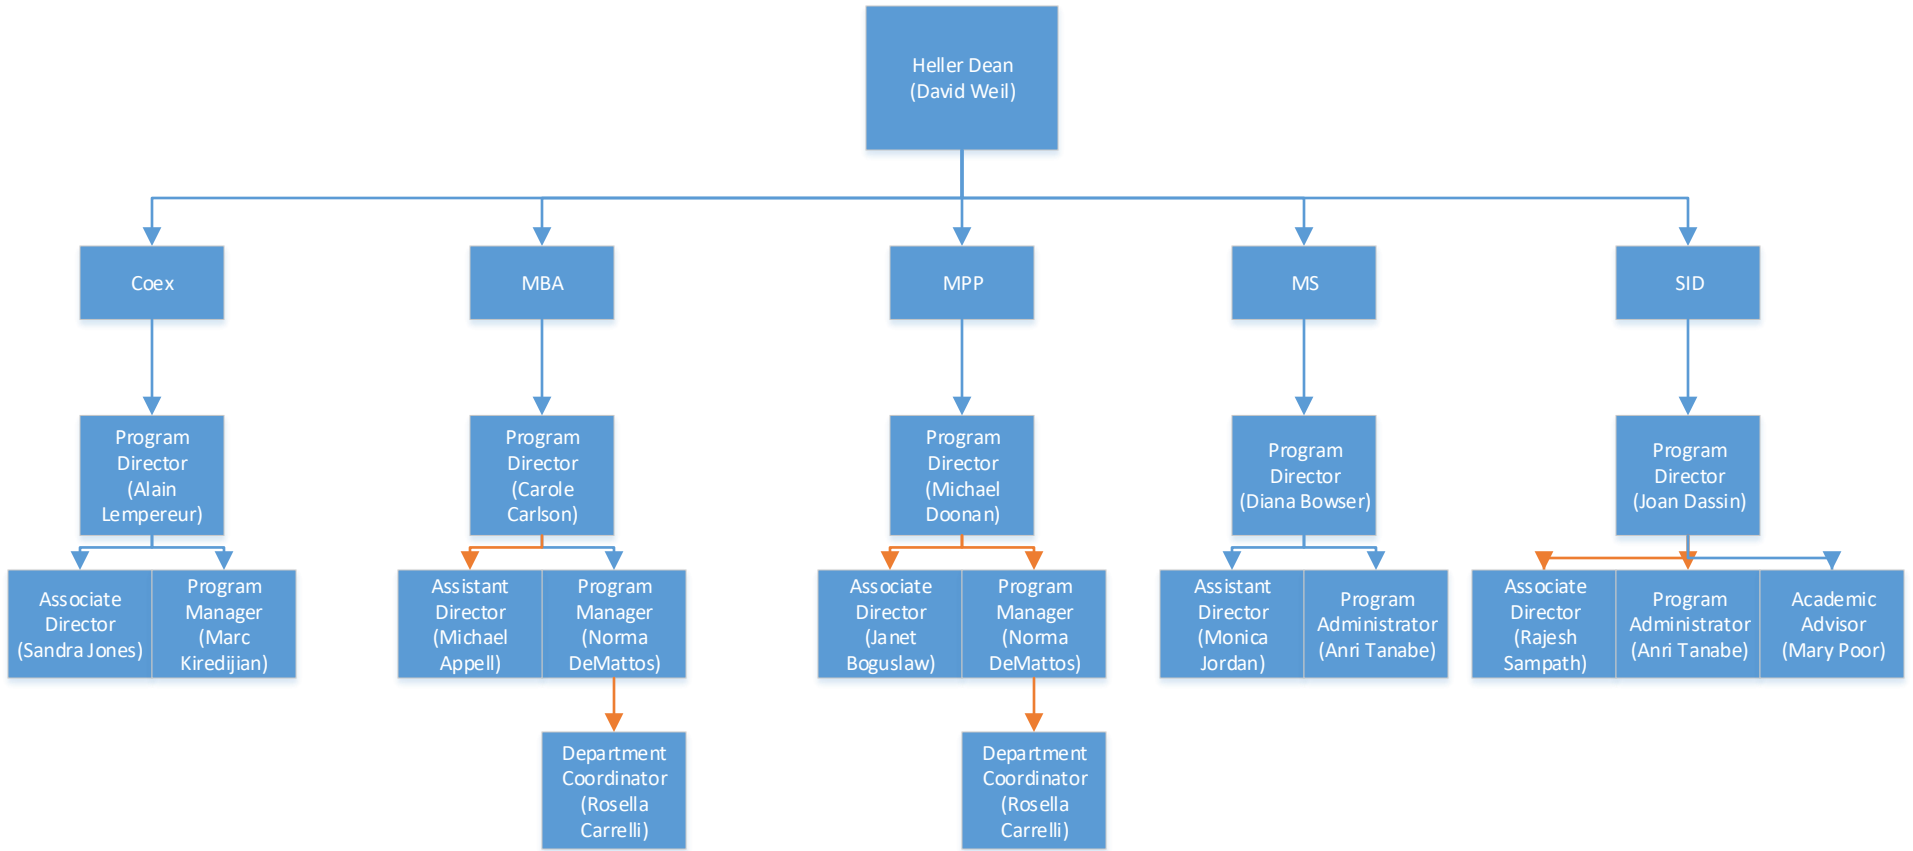 Heller Dean
(David Weil)
Coex
MBA
MPP
MS
SID
Program
Director
(Alain
Lempereur)
Program
Director
(Carole
Carlson)
Program
Director
(Michael
Doonan)
Program
Director
(Diana Bowser)
Program
Director
(Joan Dassin)
Associate
Director
(Sandra Jones)
Program
Manager
(Marc
Kiredijian)
Assistant
Director
(Michael
Appell)
Program
Manager
(Norma
DeMattos)
Associate
Director
(Janet
Boguslaw)
Program
Manager
(Norma
DeMattos)
Assistant
Director
(Monica
Jordan)
Program
Administrator
(Anri Tanabe)
Associate
Director
(Rajesh
Sampath)
Program
Administrator
(Anri Tanabe)
Academic
Advisor
(Mary Poor)
Department
Coordinator
(Rosella
Carrelli)
Department
Coordinator
(Rosella
Carrelli)